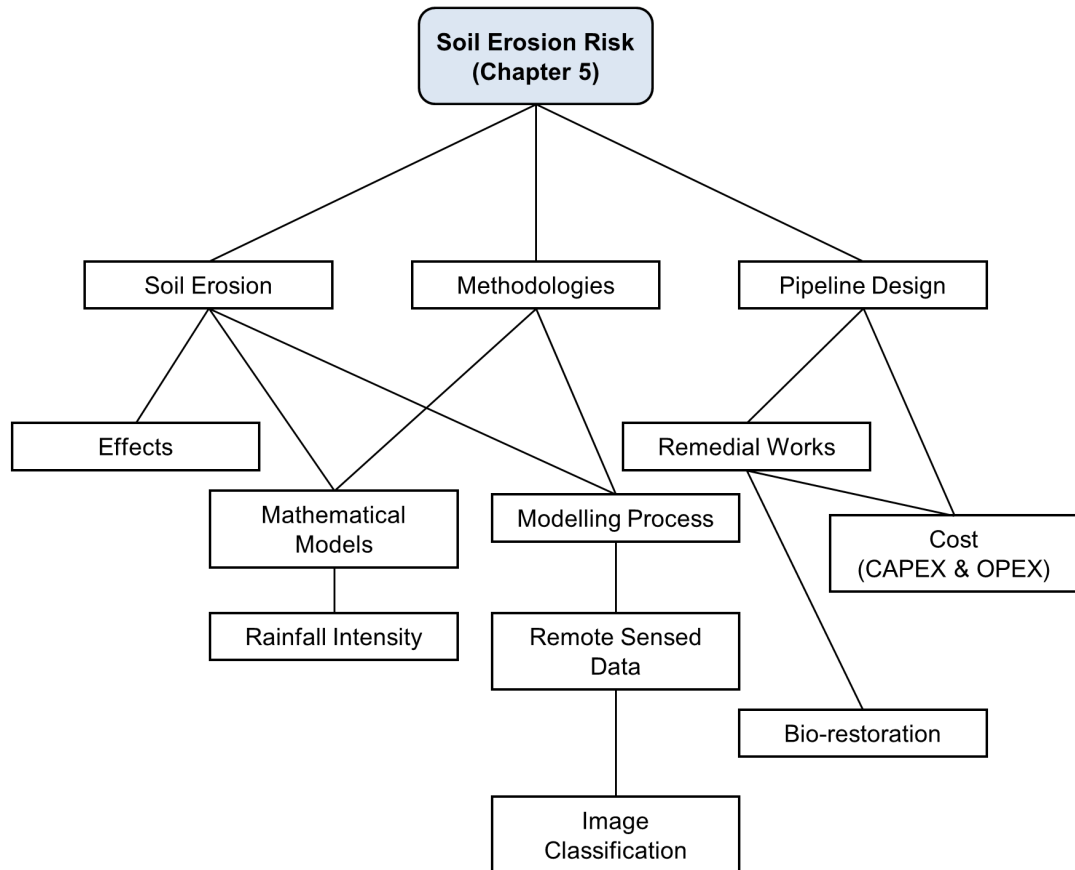 Soil Erosion Risk
(Chapter 5)
Soil Erosion
Methodologies
Pipeline Design
Effects
Remedial Works
Mathematical
Models
Modelling Process
Cost
(CAPEX & OPEX)
Rainfall Intensity
Remote Sensed
Data
Bio-restoration
Image
Classification